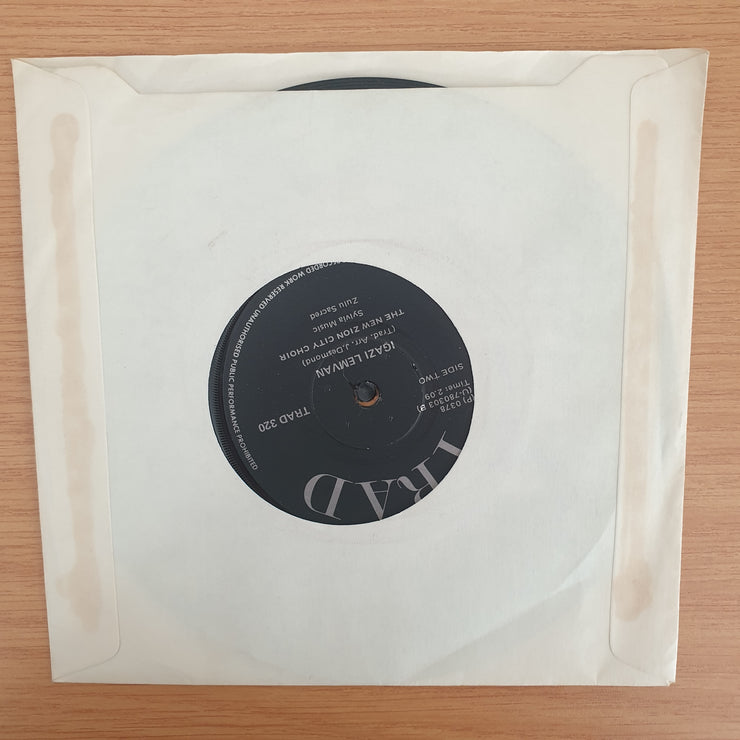 TRAD
(P) 0378
(U-780303 B)
Time: 2.09
SIDE TWO
TRAD 320
IGAZI LEMVAN
(Trad. Arr. J.Desmond)
THE NEW ZION CITY CHOIR
Sylvia Music
Zulu Sacred
RECORDED WORK RESERVED UNAUTHORISED PUBLIC PERFORMANCE PROHIBITED